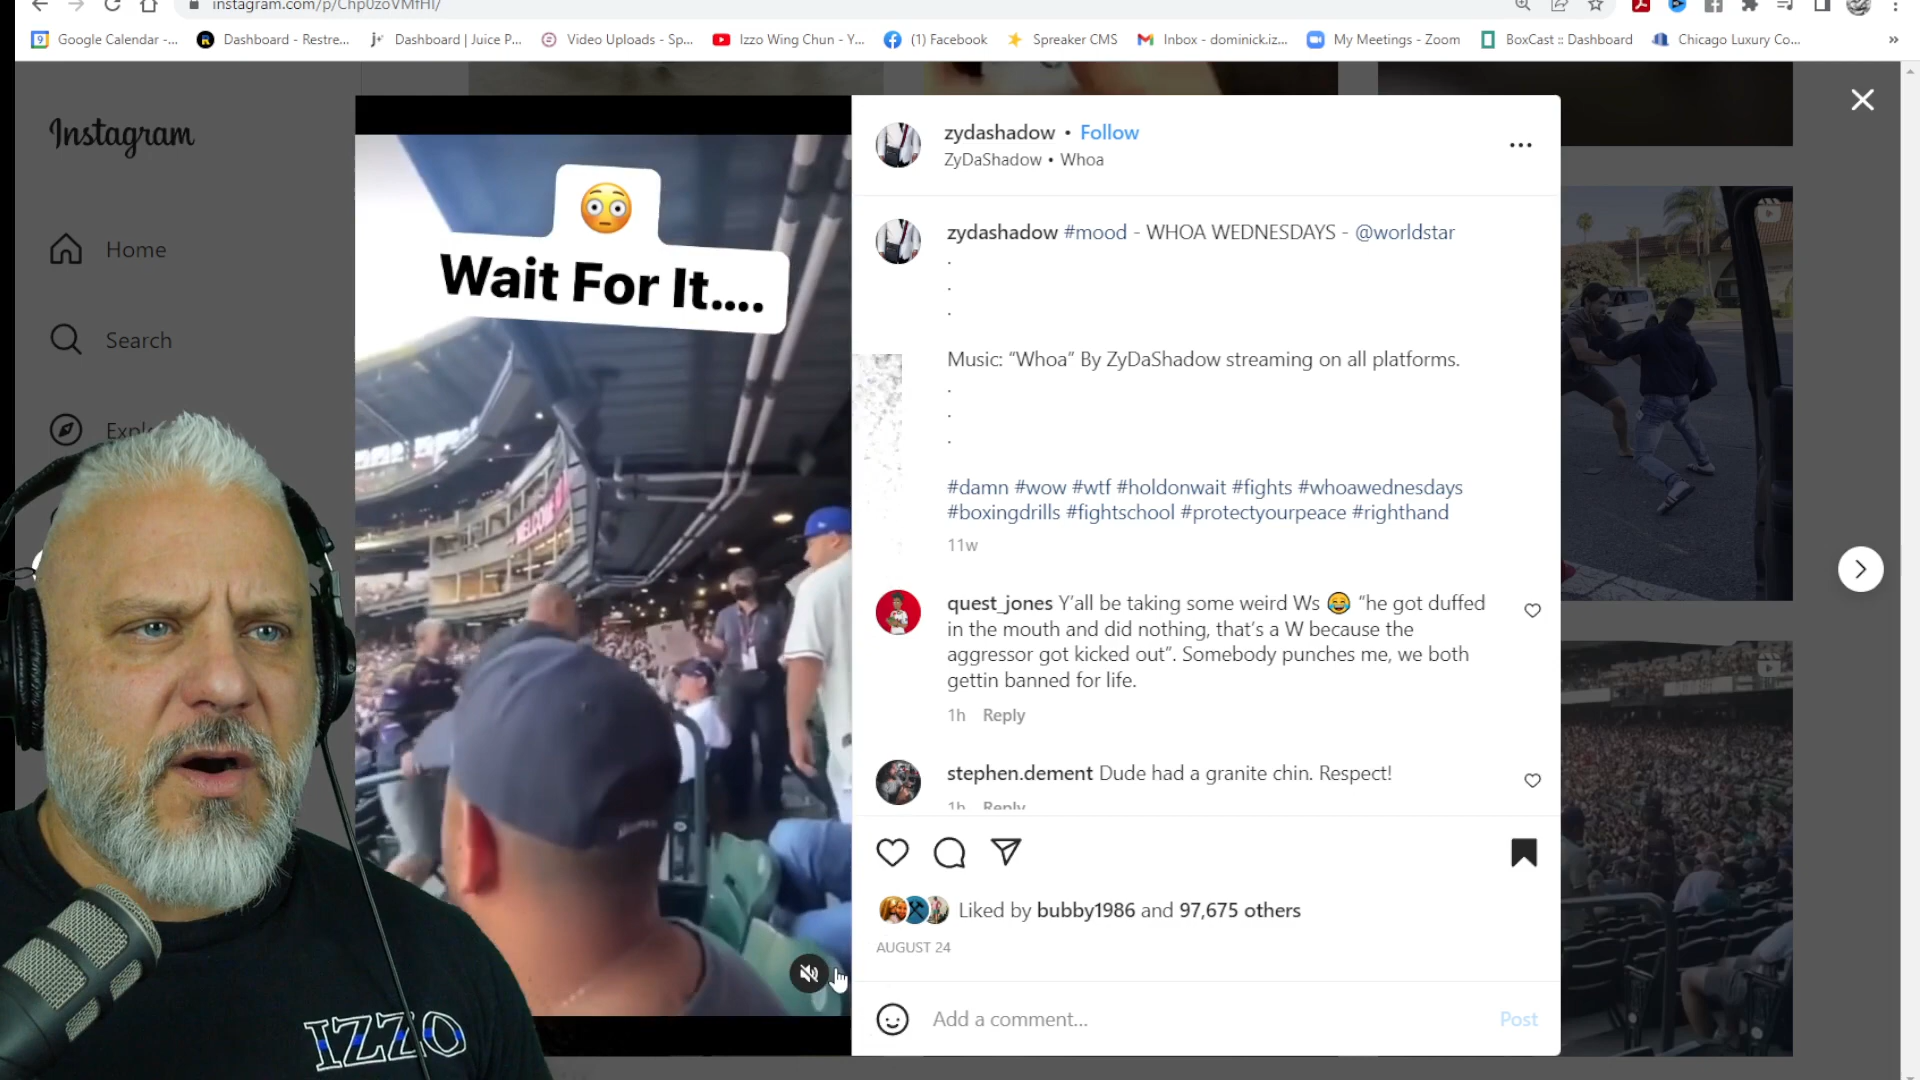 instagram.com/p/Chp0zoVMfHI/
Google Calendar -...
Dashboard - Restre...
Dashboard | Juice P...
Video Uploads - Sp...
Izzo Wing Chun - Y...
(1) Facebook
Spreaker CMS
Inbox - dominick.iz...
My Meetings - Zoom
BoxCast :: Dashboard
Chicago Luxury Co...
Instagram
Home
Search
Wait For It....
IZZO
zydashadow • Follow
ZyDaShadow • Whoa
zydashadow #mood - WHOA WEDNESDAYS - @worldstar
.
.
.
Music: “Whoa” By ZyDaShadow streaming on all platforms.
.
.
.
#damn #wow #wtf #holdonwait #fights #whoawednesdays
#boxingdrills #fightschool #protectyourpeace #righthand
11w
quest_jones Y’all be taking some weird Ws 😂 “he got duffed
in the mouth and did nothing, that’s a W because the
aggressor got kicked out”. Somebody punches me, we both
gettin banned for life.
1h Reply
stephen.dement Dude had a granite chin. Respect!
1h Reply
Liked by bubby1986 and 97,675 others
AUGUST 24
Add a comment...
Post